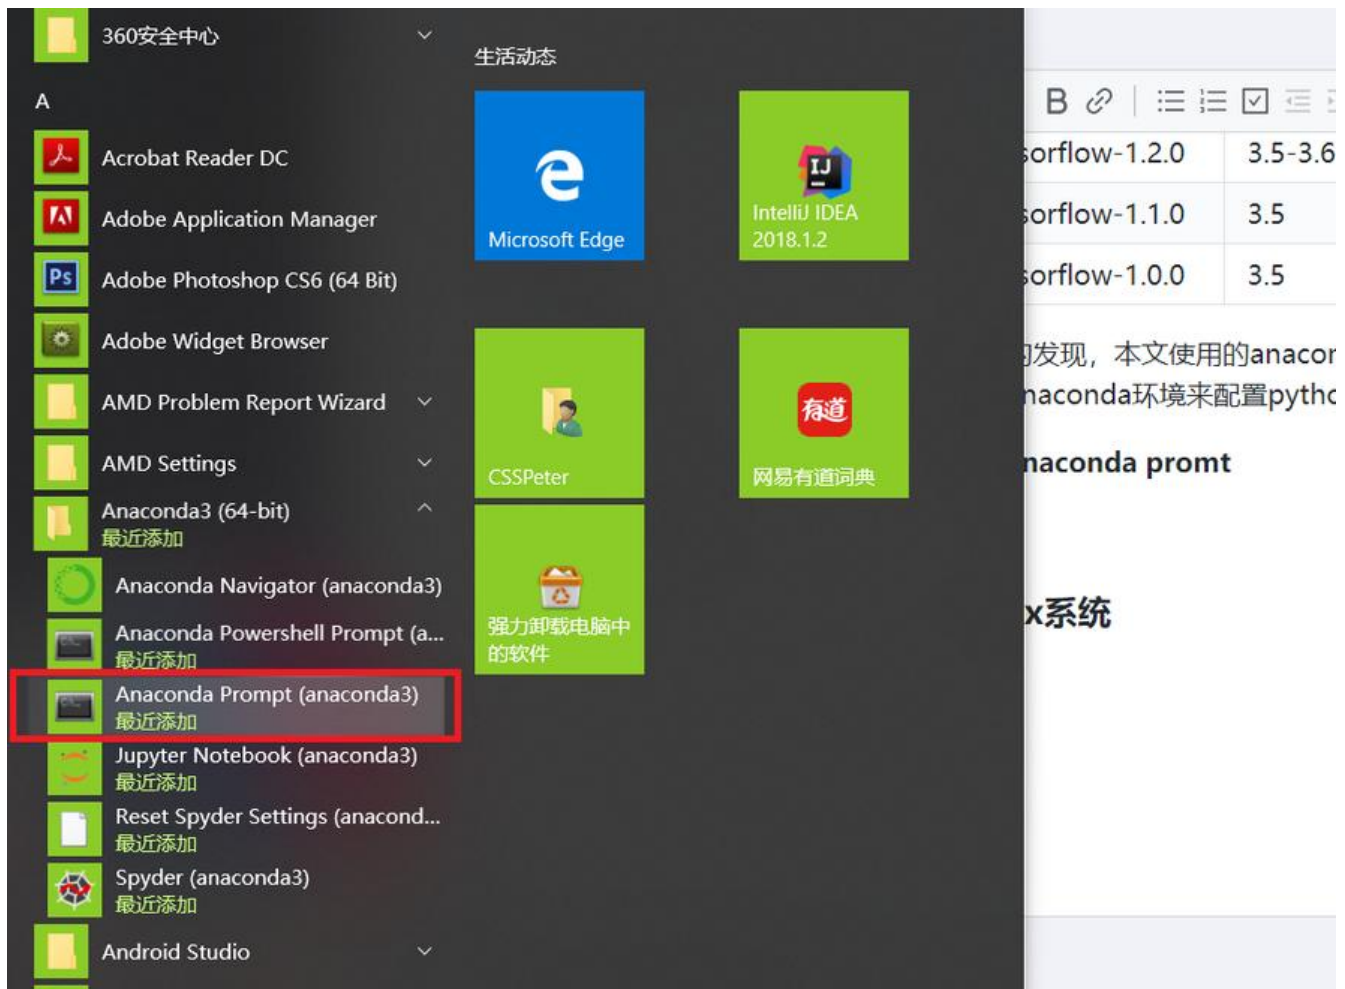 360安全中心
A
Acrobat Reader DC
Adobe Application Manager
Ps
Adobe Photoshop CS6 (64 Bit)
Adobe Widget Browser
AMD Problem Report Wizard
AMD Settings
Anaconda3 (64-bit)
最近添加
Anaconda Navigator (anaconda3)
Anaconda Powershell Prompt (a...
最近添加
Anaconda Prompt (anaconda3)
最近添加
Jupyter Notebook (anaconda3)
最近添加
Reset Spyder Settings (anacond...
最近添加
Spyder (anaconda3)
最近添加
Android Studio
生活动态
Microsoft Edge
IJ
IntelliJ IDEA
2018.1.2
CSSPeter
有道
网易有道词典
强力卸载电脑中
的软件
B
sorflow-1.2.0 3.5-3.6
sorflow-1.1.0 3.5
sorflow-1.0.0 3.5
发现，本文使用的anacon
naconda环境来配置pytho
naconda promt
x系统